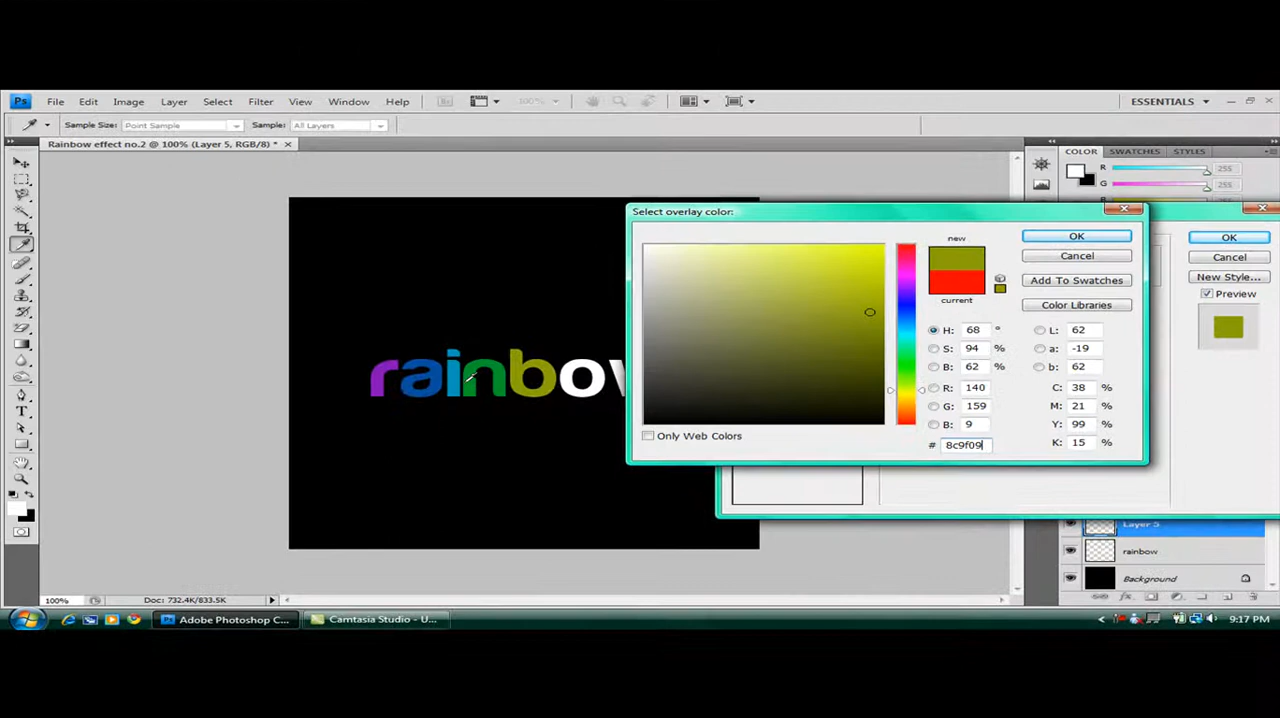 Ps File Edit Image Layer Select Filter View Window Help 100% ESSENTIALS
Sample Size: Point Sample Sample: All Layers
Rainbow effect no.2 @ 100% (Layer 5, RGB/8) *
COLOR SWATCHES STYLES
R 255
G 255
Select overlay color:
new
current
OK
Cancel
Add To Swatches
Color Libraries
H: 68 °
S: 94 %
B: 62 %
R: 140
G: 159
B: 9
# 8c9f09
L: 62
a: -19
b: 62
C: 38 %
M: 21 %
Y: 99 %
K: 15 %
Only Web Colors
OK
Cancel
New Style...
Preview
rainbow
Layer 5
rainbow
Background
100% Doc: 732.4K/833.5K
Adobe Photoshop C... Camtasia Studio - U... 9:17 PM